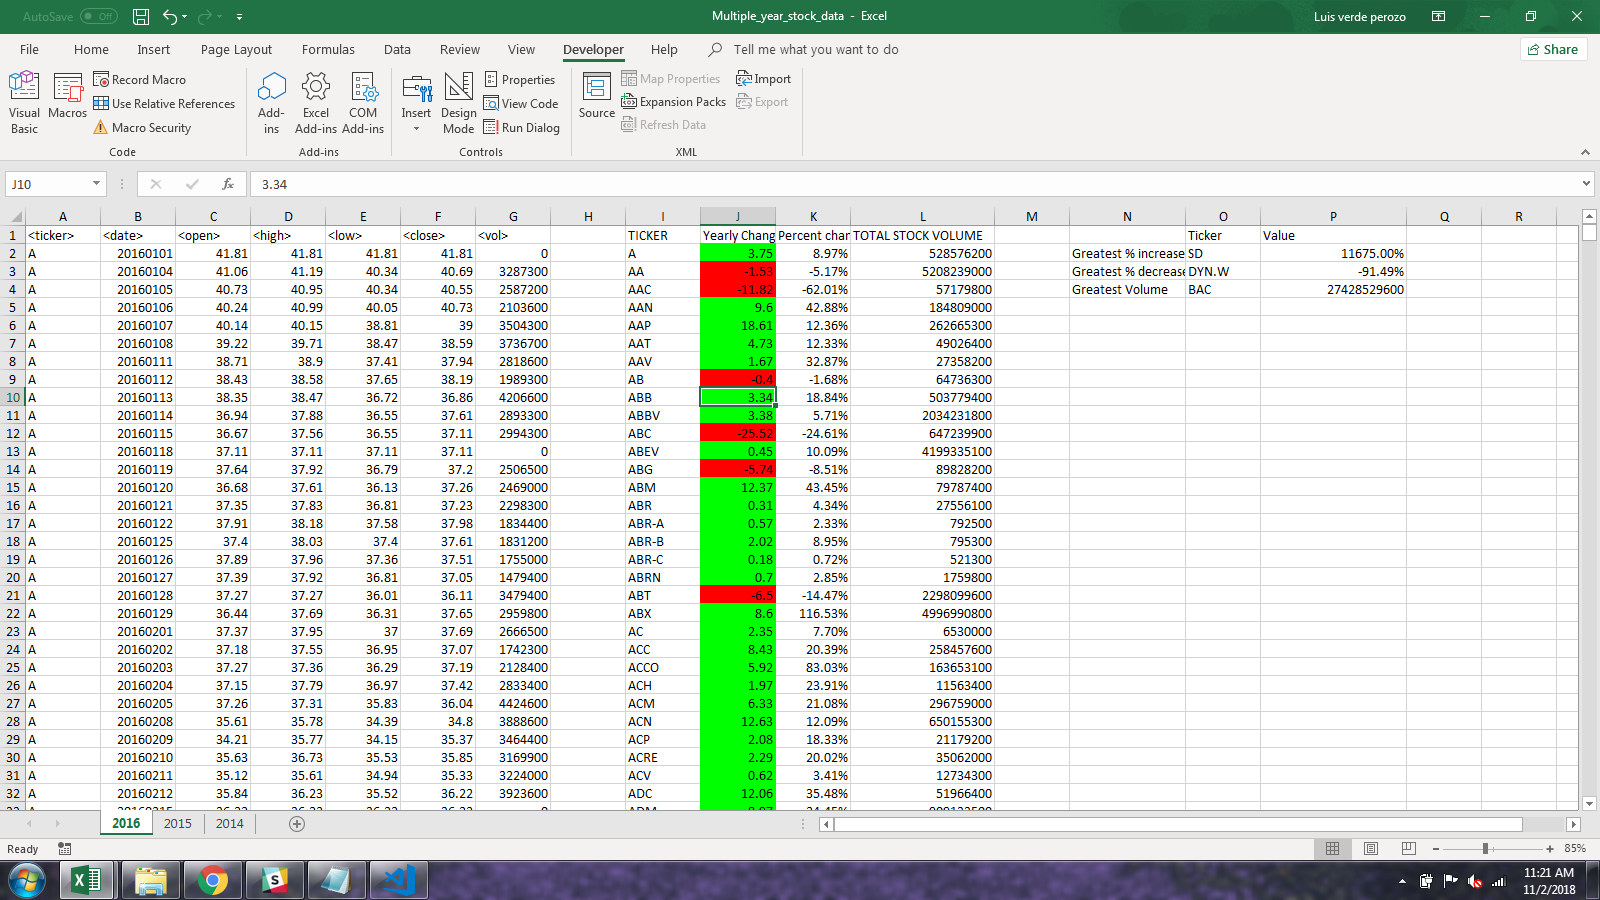 AutoSave Off Multiple_year_stock_data - Excel Luis verde perozo
File Home Insert Page Layout Formulas Data Review View Developer Help Tell me what you want to do Share
Visual Basic
Macros
Record Macro
Use Relative References
Macro Security
Code
Add-ins
Excel Add-ins
COM Add-ins
Add-ins
Insert
Design Mode
Properties
View Code
Run Dialog
Controls
Source
Map Properties
Expansion Packs
Refresh Data
Import
Export
XML
J10 fx 3.34
A B C D E F G H I J K L M N O P Q R
1 <ticker> <date> <open> <high> <low> <close> <vol> TICKER Yearly Chang Percent chan TOTAL STOCK VOLUME Ticker Value
2 A 20160101 41.81 41.81 41.81 41.81 0 A 3.75 8.97% 528576200 Greatest % increase SD 11675.00%
3 A 20160104 41.06 41.19 40.34 40.69 3287300 AA -1.53 -5.17% 5208239000 Greatest % decrease DYN.W -91.49%
4 A 20160105 40.73 40.95 40.34 40.55 2587200 AAC -11.82 -62.01% 57179800 Greatest Volume BAC 27428529600
5 A 20160106 40.24 40.99 40.05 40.73 2103600 AAN 9.6 42.88% 184809000
6 A 20160107 40.14 40.15 38.81 39 3504300 AAP 18.61 12.36% 262665300
7 A 20160108 39.22 39.71 38.47 38.59 3736700 AAT 4.73 12.33% 49026400
8 A 20160111 38.71 38.9 37.41 37.94 2818600 AAV 1.67 32.87% 27358200
9 A 20160112 38.43 38.58 37.65 38.19 1989300 AB -0.4 -1.68% 64736300
10 A 20160113 38.35 38.47 36.72 36.86 4206600 ABB 3.34 18.84% 503779400
11 A 20160114 36.94 37.88 36.55 37.61 2893300 ABBV 3.38 5.71% 2034231800
12 A 20160115 36.67 37.56 36.55 37.11 2994300 ABC -25.52 -24.61% 647239900
13 A 20160118 37.11 37.11 37.11 37.11 0 ABEV 0.45 10.09% 4199335100
14 A 20160119 37.64 37.92 36.79 37.2 2506500 ABG -5.74 -8.51% 89828200
15 A 20160120 36.68 37.61 36.13 37.26 2469000 ABM 12.37 43.45% 79787400
16 A 20160121 37.35 37.83 36.81 37.23 2298300 ABR 0.31 4.34% 27556100
17 A 20160122 37.91 38.18 37.58 37.98 1834400 ABR-A 0.57 2.33% 792500
18 A 20160125 37.4 38.03 37.4 37.61 1831200 ABR-B 2.02 8.95% 795300
19 A 20160126 37.89 37.96 37.36 37.51 1755000 ABR-C 0.18 0.72% 521300
20 A 20160127 37.39 37.92 36.81 37.05 1479400 ABRN 0.7 2.85% 1759800
21 A 20160128 37.27 37.27 36.01 36.11 3479400 ABT -6.5 -14.47% 2298099600
22 A 20160129 36.44 37.69 36.31 37.65 2959800 ABX 8.6 116.53% 4996990800
23 A 20160201 37.37 37.95 37 37.69 2666500 AC 2.35 7.70% 6530000
24 A 20160202 37.18 37.55 36.95 37.07 1742300 ACC 8.43 20.39% 258457600
25 A 20160203 37.27 37.36 36.29 37.19 2128400 ACCO 5.92 83.03% 163653100
26 A 20160204 37.15 37.79 36.97 37.42 2833400 ACH 1.97 23.91% 11563400
27 A 20160205 37.26 37.31 35.83 36.04 4424600 ACM 6.33 21.08% 296759000
28 A 20160208 35.61 35.78 34.39 34.8 3888600 ACN 12.63 12.09% 650155300
29 A 20160209 34.21 35.77 34.15 35.37 3464400 ACP 2.08 18.33% 21179200
30 A 20160210 35.63 36.73 35.53 35.85 3169900 ACRE 2.29 20.02% 35062000
31 A 20160211 35.12 35.61 34.94 35.33 3224000 ACV 0.62 3.41% 12734300
32 A 20160212 35.84 36.23 35.52 36.22 3923600 ADC 12.06 35.48% 51966400
2016 2015 2014
Ready 85%
11:21 AM
11/2/2018